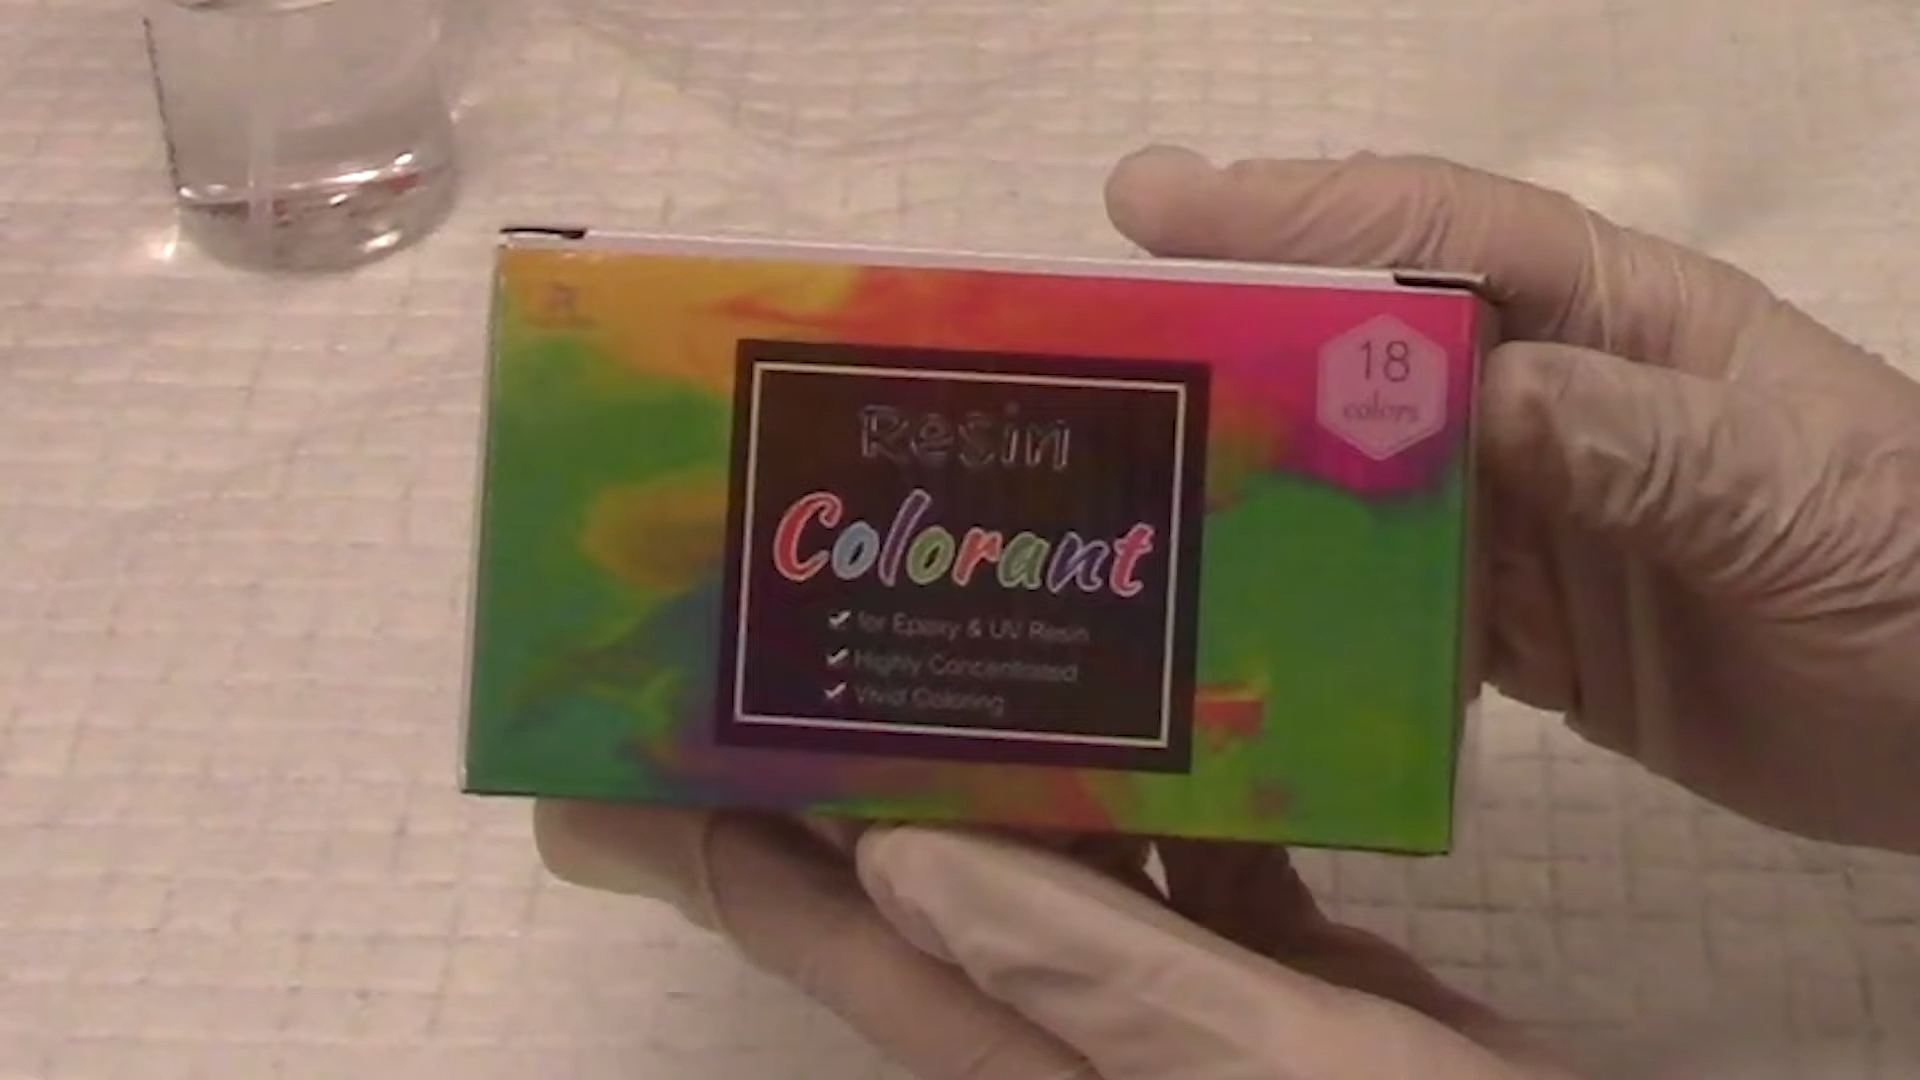 18
colors
Resin
Colorant
for Epoxy & UV Resin
Highly Concentrated
Vivid Coloring